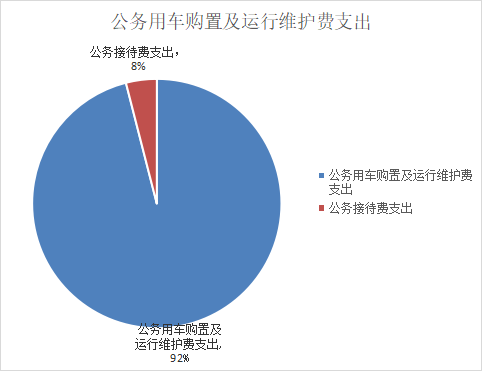 公务用车购置及运行维护费支出
公务接待费支出，
8%
公务用车购置及运行维护费
支出
公务接待费支出
公务用车购置及
运行维护费支出,
92%